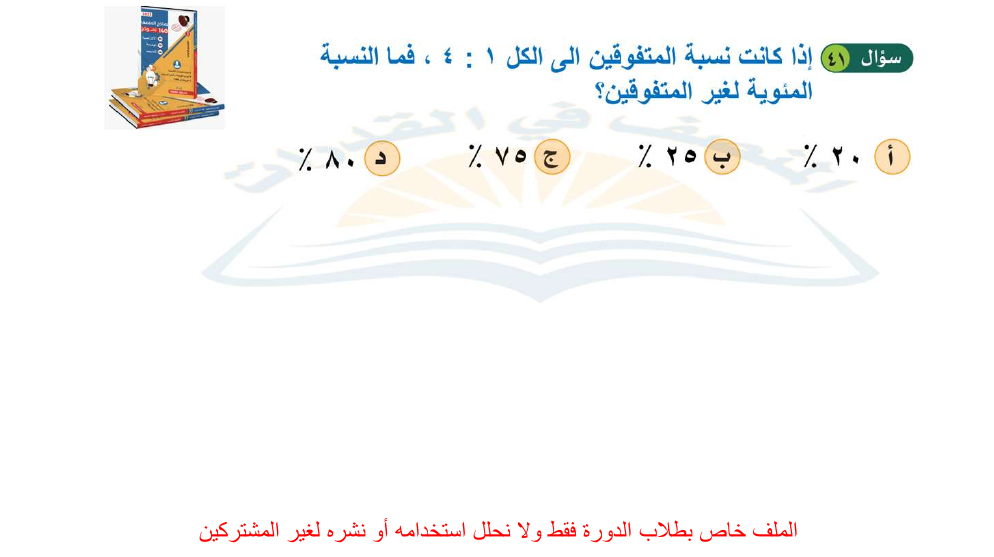 سؤال ٤١ إذا كانت نسبة المتفوقين الى الكل ١ : ٤ ، فما النسبة
المئوية لغير المتفوقين؟
أ ٢٠ ٪ ب ٢٥ ٪ ج ٧٥ ٪ د ٨٠ ٪
الملف خاص بطلاب الدورة فقط ولا نحلل استخدامه أو نشره لغير المشتركين